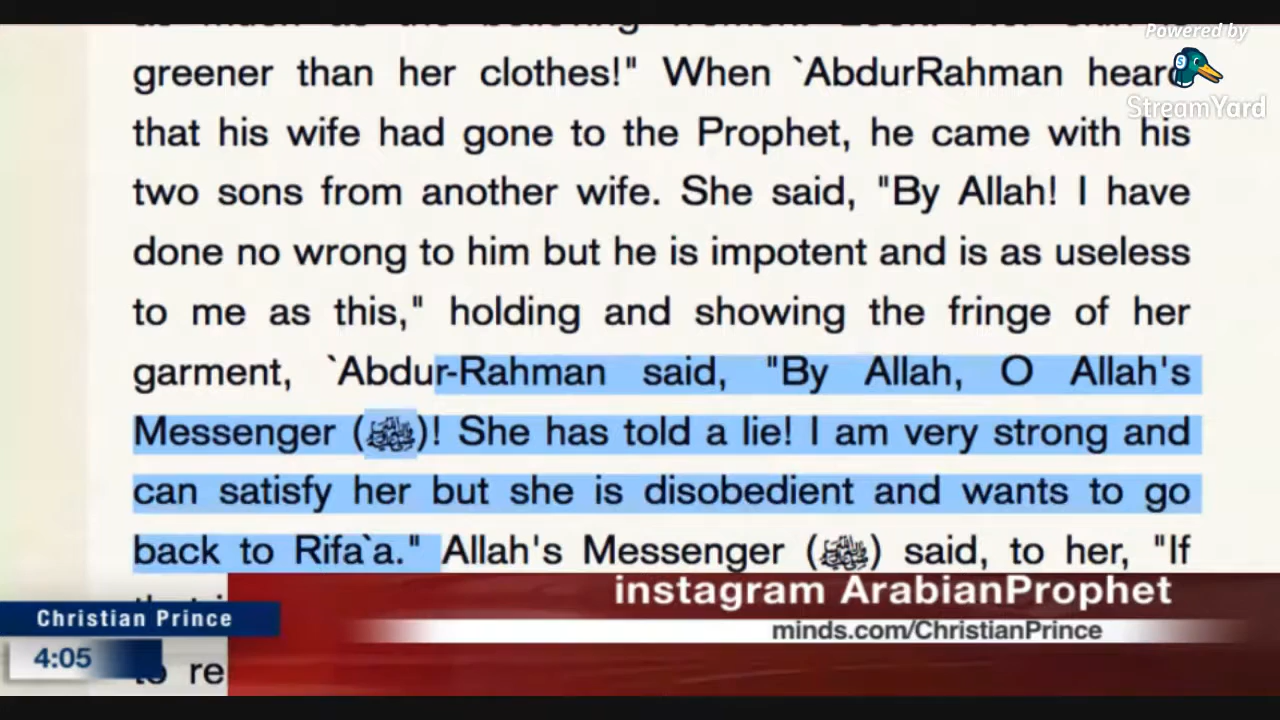 Powered by
StreamYard
greener than her clothes!" When `AbdurRahman heard
that his wife had gone to the Prophet, he came with his
two sons from another wife. She said, "By Allah! I have
done no wrong to him but he is impotent and is as useless
to me as this," holding and showing the fringe of her
garment, `Abdur-Rahman said, "By Allah, O Allah's
Messenger (ﷺ)! She has told a lie! I am very strong and
can satisfy her but she is disobedient and wants to go
back to Rifa`a." Allah's Messenger (ﷺ) said, to her, "If
to re
instagram ArabianProphet
minds.com/ChristianPrince
Christian Prince
4:05